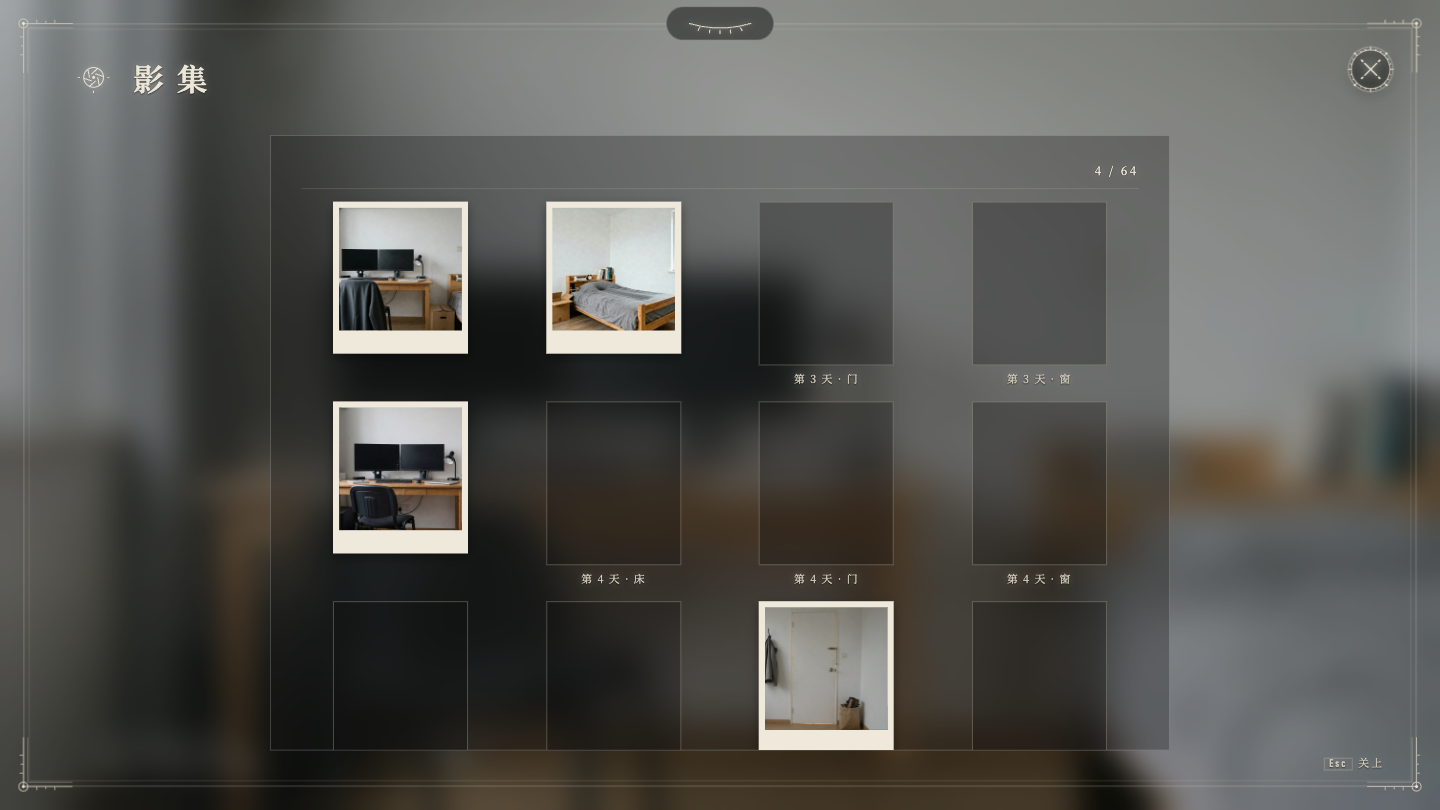 影集
4 / 64
第 3 天 · 门
第 3 天 · 窗
第 4 天 · 床
第 4 天 · 门
第 4 天 · 窗
Esc 关上